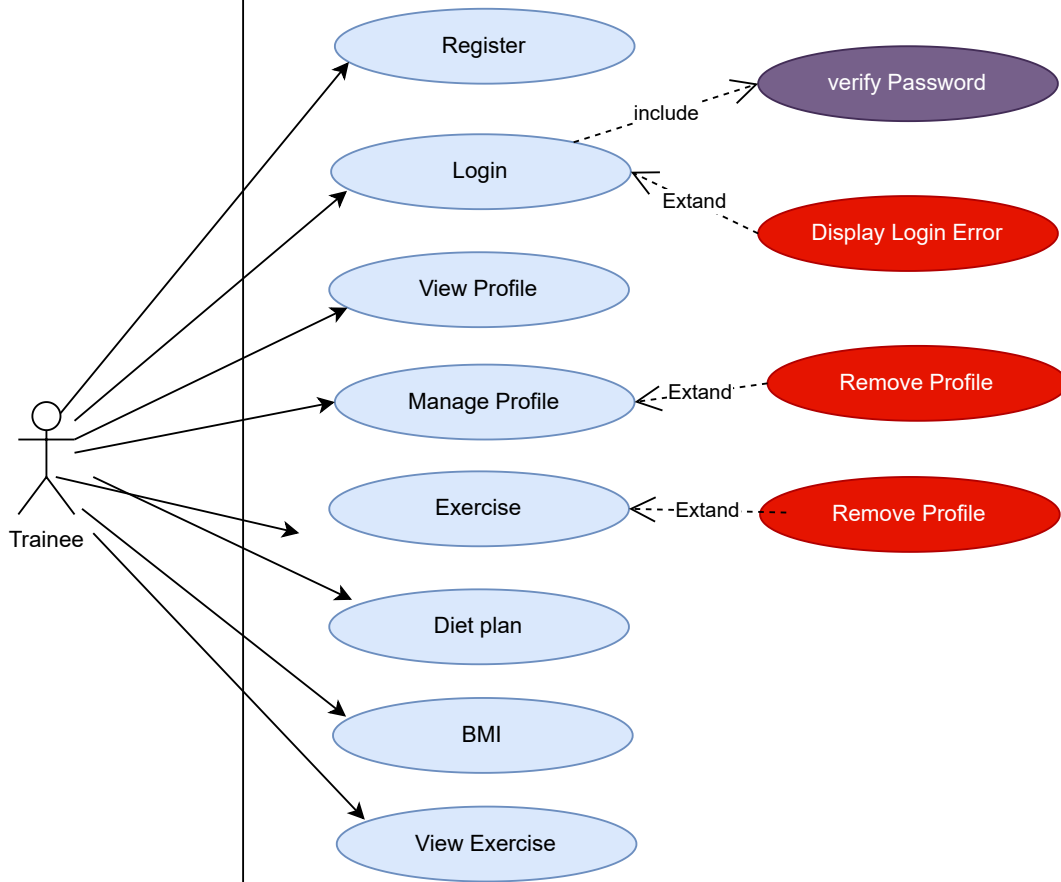 Register
verify Password
include
Login
Extand
Display Login Error
View Profile
Manage Profile
Extand
Remove Profile
Exercise
Extand
Remove Profile
Trainee
Diet plan
BMI
View Exercise